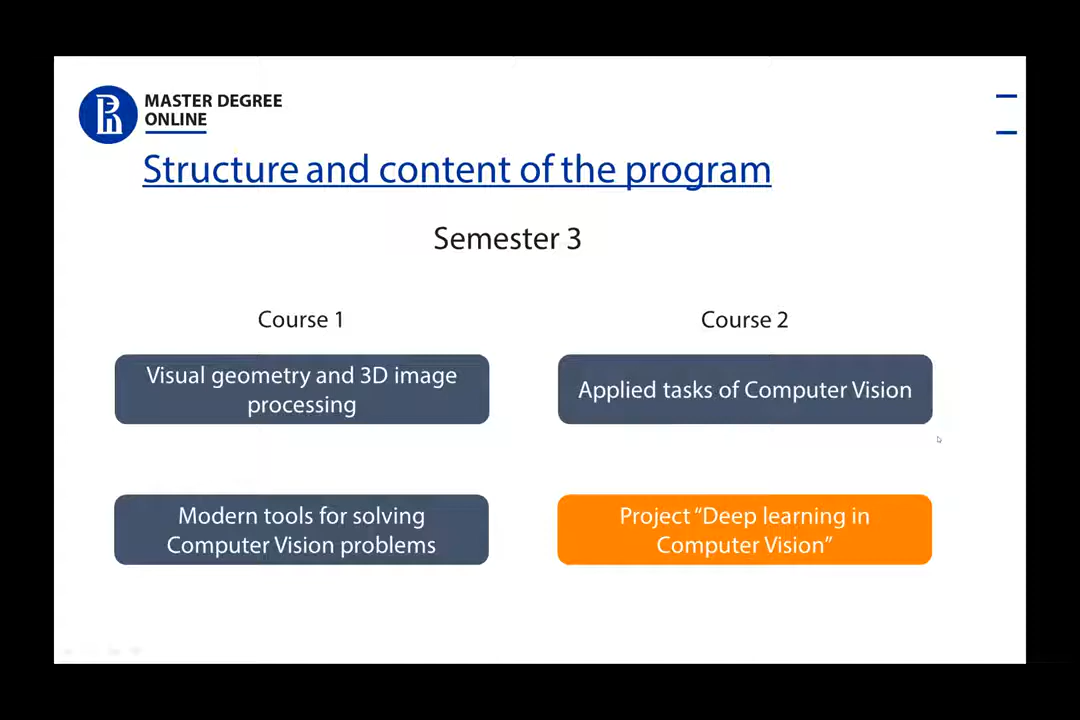 MASTER DEGREE
ONLINE
Structure and content of the program
Semester 3
Course 1
Course 2
Visual geometry and 3D image
processing
Applied tasks of Computer Vision
Modern tools for solving
Computer Vision problems
Project “Deep learning in
Computer Vision”